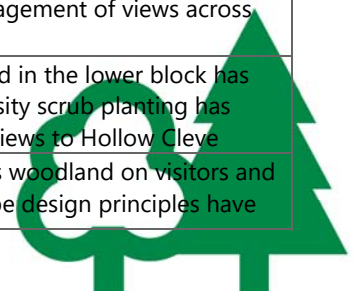 agement of views across
d in the lower block has
sity scrub planting has
iews to Hollow Cleve
s woodland on visitors and
pe design principles have